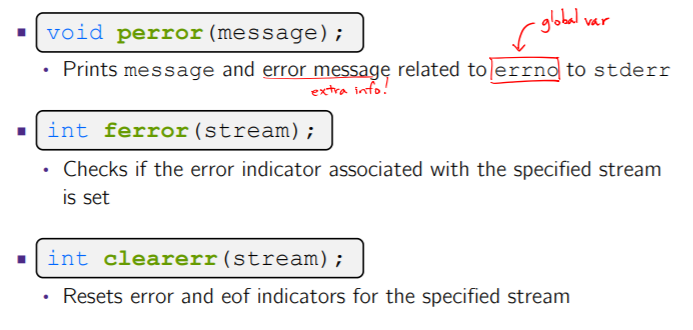 global var
void perror(message);
Prints message and error message related to errno to stderr
extra info!
int ferror(stream);
Checks if the error indicator associated with the specified stream
is set
int clearerr(stream);
Resets error and eof indicators for the specified stream